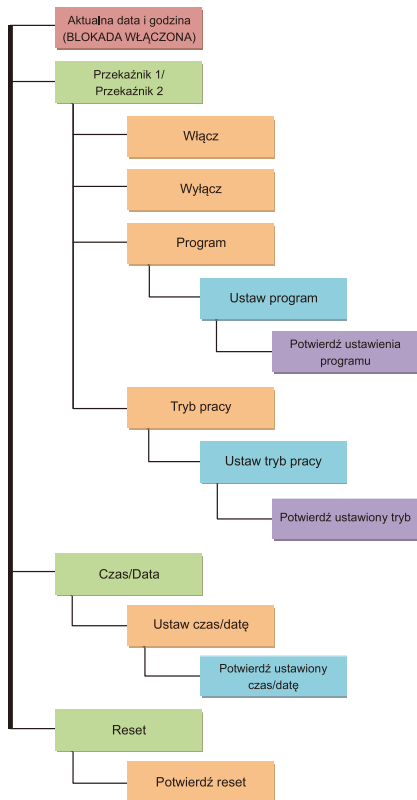 Aktualna data i godzina
(BLOKADA WŁĄCZONA)
Przekaźnik 1/
Przekaźnik 2
Włącz
Wyłącz
Program
Ustaw program
Potwierdź ustawienia
programu
Tryb pracy
Ustaw tryb pracy
Potwierdź ustawiony tryb
Czas/Data
Ustaw czas/datę
Potwierdź ustawiony
czas/datę
Reset
Potwierdź reset